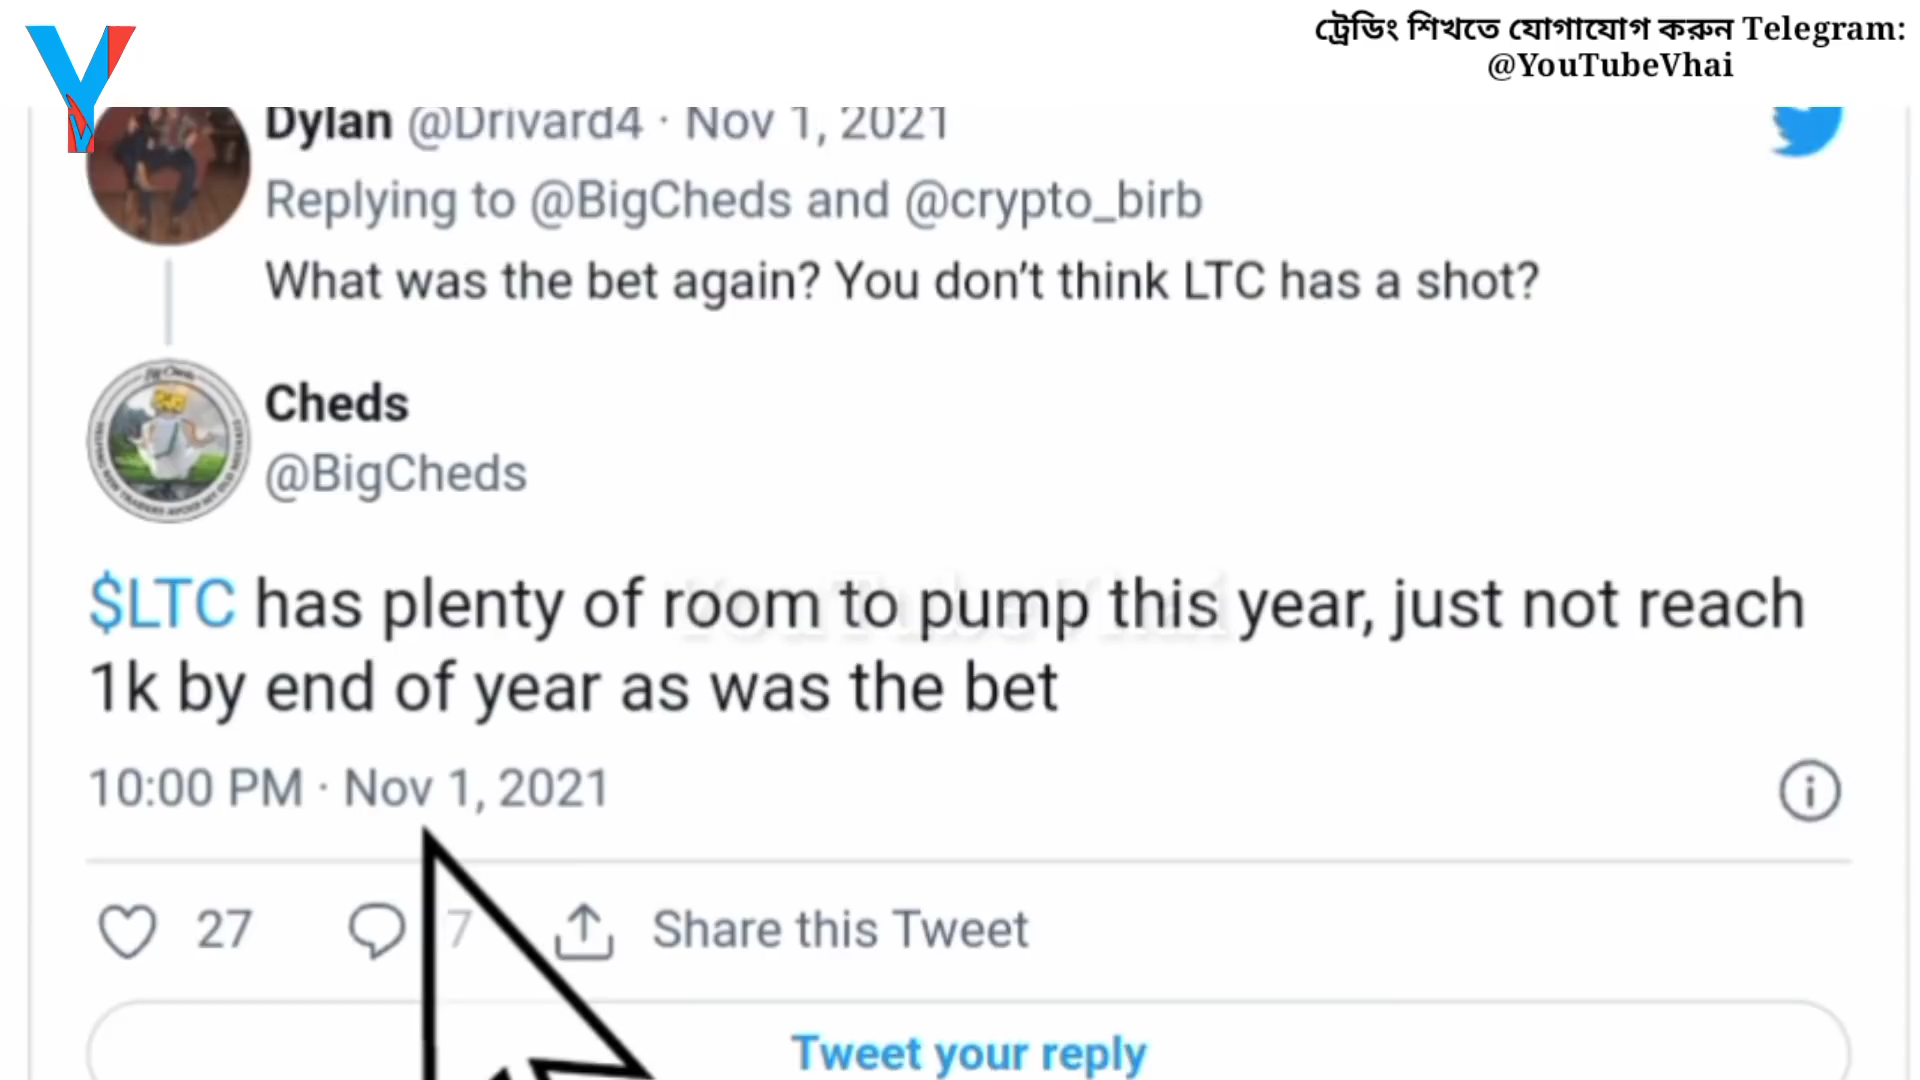 ট্রেডিং শিখতে যোগাযোগ করুন Telegram:
@YouTubeVhai
Dylan @Drivard4 · Nov 1, 2021
Replying to @BigCheds and @crypto_birb
What was the bet again? You don’t think LTC has a shot?
Cheds
@BigCheds
$LTC has plenty of room to pump this year, just not reach
1k by end of year as was the bet
YouTubeVhai
10:00 PM · Nov 1, 2021
27 7 Share this Tweet
Tweet your reply